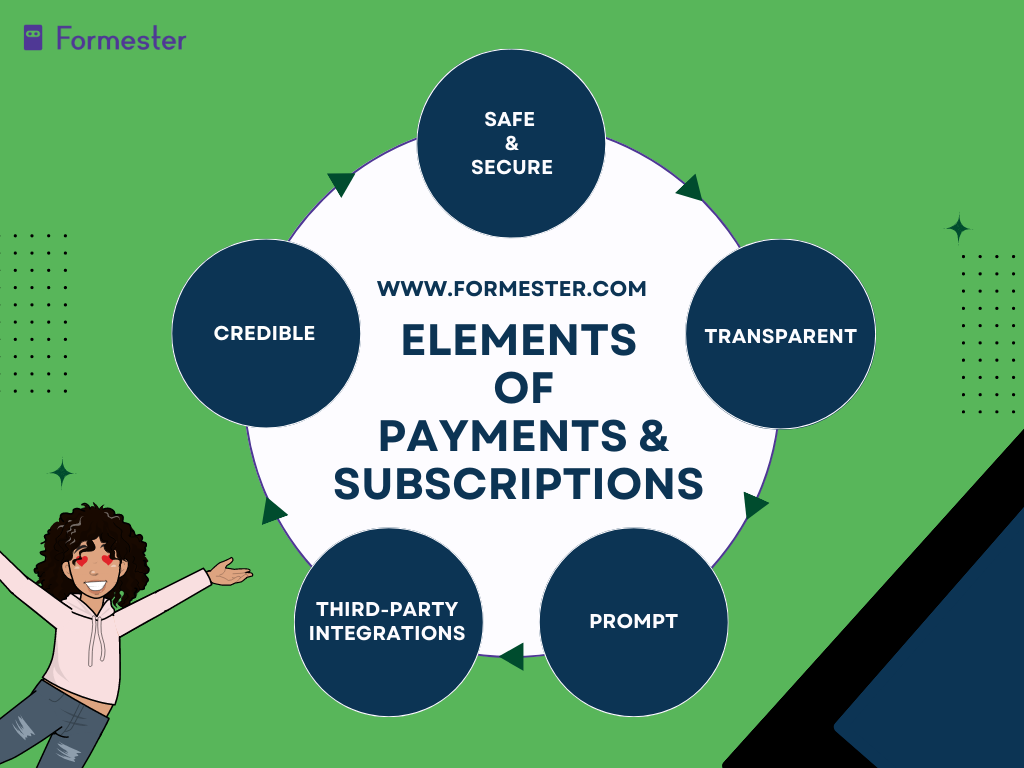 Formester
SAFE
&
SECURE
WWW.FORMESTER.COM
ELEMENTS
OF
PAYMENTS &
SUBSCRIPTIONS
CREDIBLE
TRANSPARENT
THIRD-PARTY
INTEGRATIONS
PROMPT